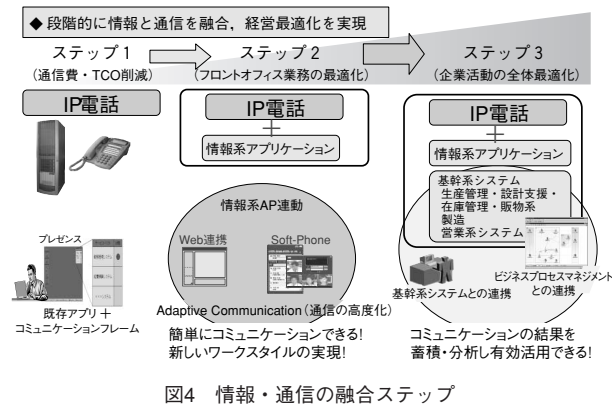 ◆ 段階的に情報と通信を融合，経営最適化を実現
ステップ1
（通信費・TCO削減）
IP電話
プレゼンス
既存アプリ＋
コミュニケーションフレーム
ステップ2
（フロントオフィス業務の最適化）
IP電話
＋
情報系アプリケーション
情報系AP連動
Web連携
Soft-Phone
Adaptive Communication（通信の高度化）
簡単にコミュニケーションできる!
新しいワークスタイルの実現!
ステップ3
（企業活動の全体最適化）
IP電話
＋
情報系アプリケーション
基幹系システム
生産管理・設計支援・
在庫管理・販物系
製造
営業系システム
基幹系システムとの連携
ビジネスプロセスマネジメント
との連携
コミュニケーションの結果を
蓄積・分析し有効活用できる!
図4　情報・通信の融合ステップ